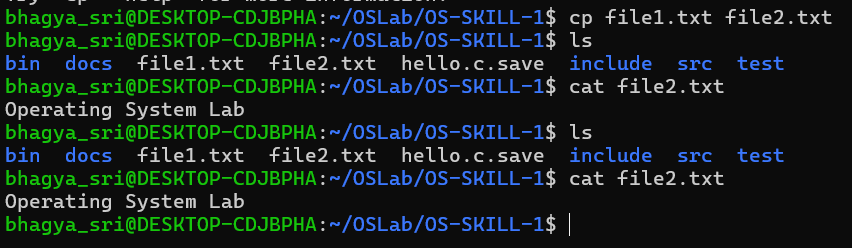 bhagya_sri@DESKTOP-CDJBPHA:~/OSLab/OS-SKILL-1$ cp file1.txt file2.txt
bhagya_sri@DESKTOP-CDJBPHA:~/OSLab/OS-SKILL-1$ ls
bin  docs  file1.txt  file2.txt  hello.c.save  include  src  test
bhagya_sri@DESKTOP-CDJBPHA:~/OSLab/OS-SKILL-1$ cat file2.txt
Operating System Lab
bhagya_sri@DESKTOP-CDJBPHA:~/OSLab/OS-SKILL-1$ ls
bin  docs  file1.txt  file2.txt  hello.c.save  include  src  test
bhagya_sri@DESKTOP-CDJBPHA:~/OSLab/OS-SKILL-1$ cat file2.txt
Operating System Lab
bhagya_sri@DESKTOP-CDJBPHA:~/OSLab/OS-SKILL-1$